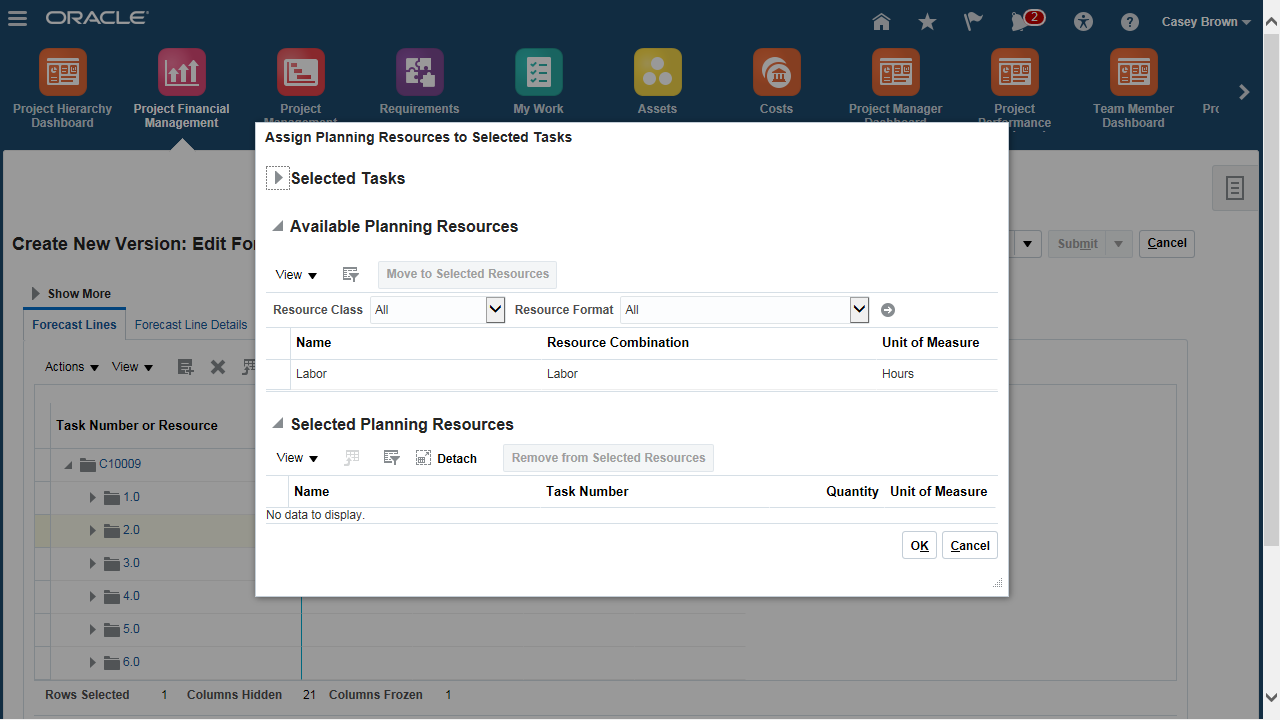 ORACLE
2
Casey Brown
Project Hierarchy Dashboard
Project Financial Management
Project Management
Requirements
My Work
Assets
Costs
Project Manager Dashboard
Project Performance
Team Member Dashboard
Assign Planning Resources to Selected Tasks
Selected Tasks
Available Planning Resources
View
Move to Selected Resources
Resource Class All Resource Format All
Name Resource Combination Unit of Measure
Labor Labor Hours
Selected Planning Resources
View Detach Remove from Selected Resources
Name Task Number Quantity Unit of Measure
No data to display.
OK Cancel
Create New Version: Edit Fo
Submit Cancel
Show More
Forecast Lines Forecast Line Details
Actions View
Task Number or Resource
C10009
1.0
2.0
3.0
4.0
5.0
6.0
Rows Selected 1 Columns Hidden 21 Columns Frozen 1